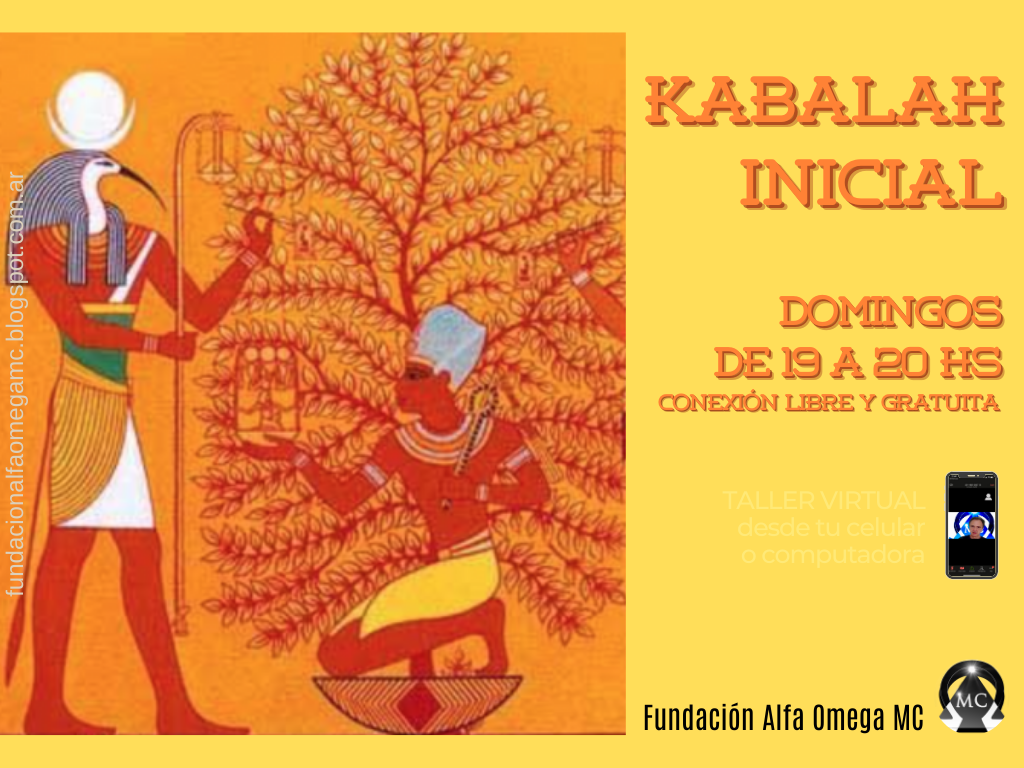 KABALAH
INICIAL
DOMINGOS
DE 19 A 20 HS
CONEXIÓN LIBRE Y GRATUITA
TALLER VIRTUAL
desde tu celular
o computadora
Fundación Alfa Omega MC
MC
fundacionalfaomegamc.blogspot.com.ar